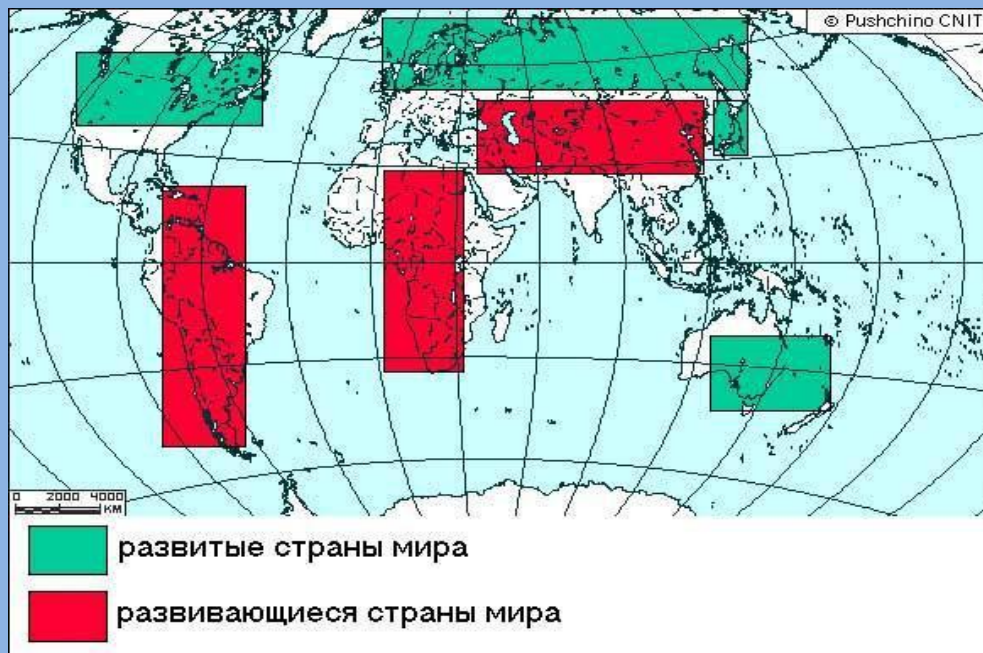 © Pushchino CNIT
0 2000 4000
км
развитые страны мира
развивающиеся страны мира